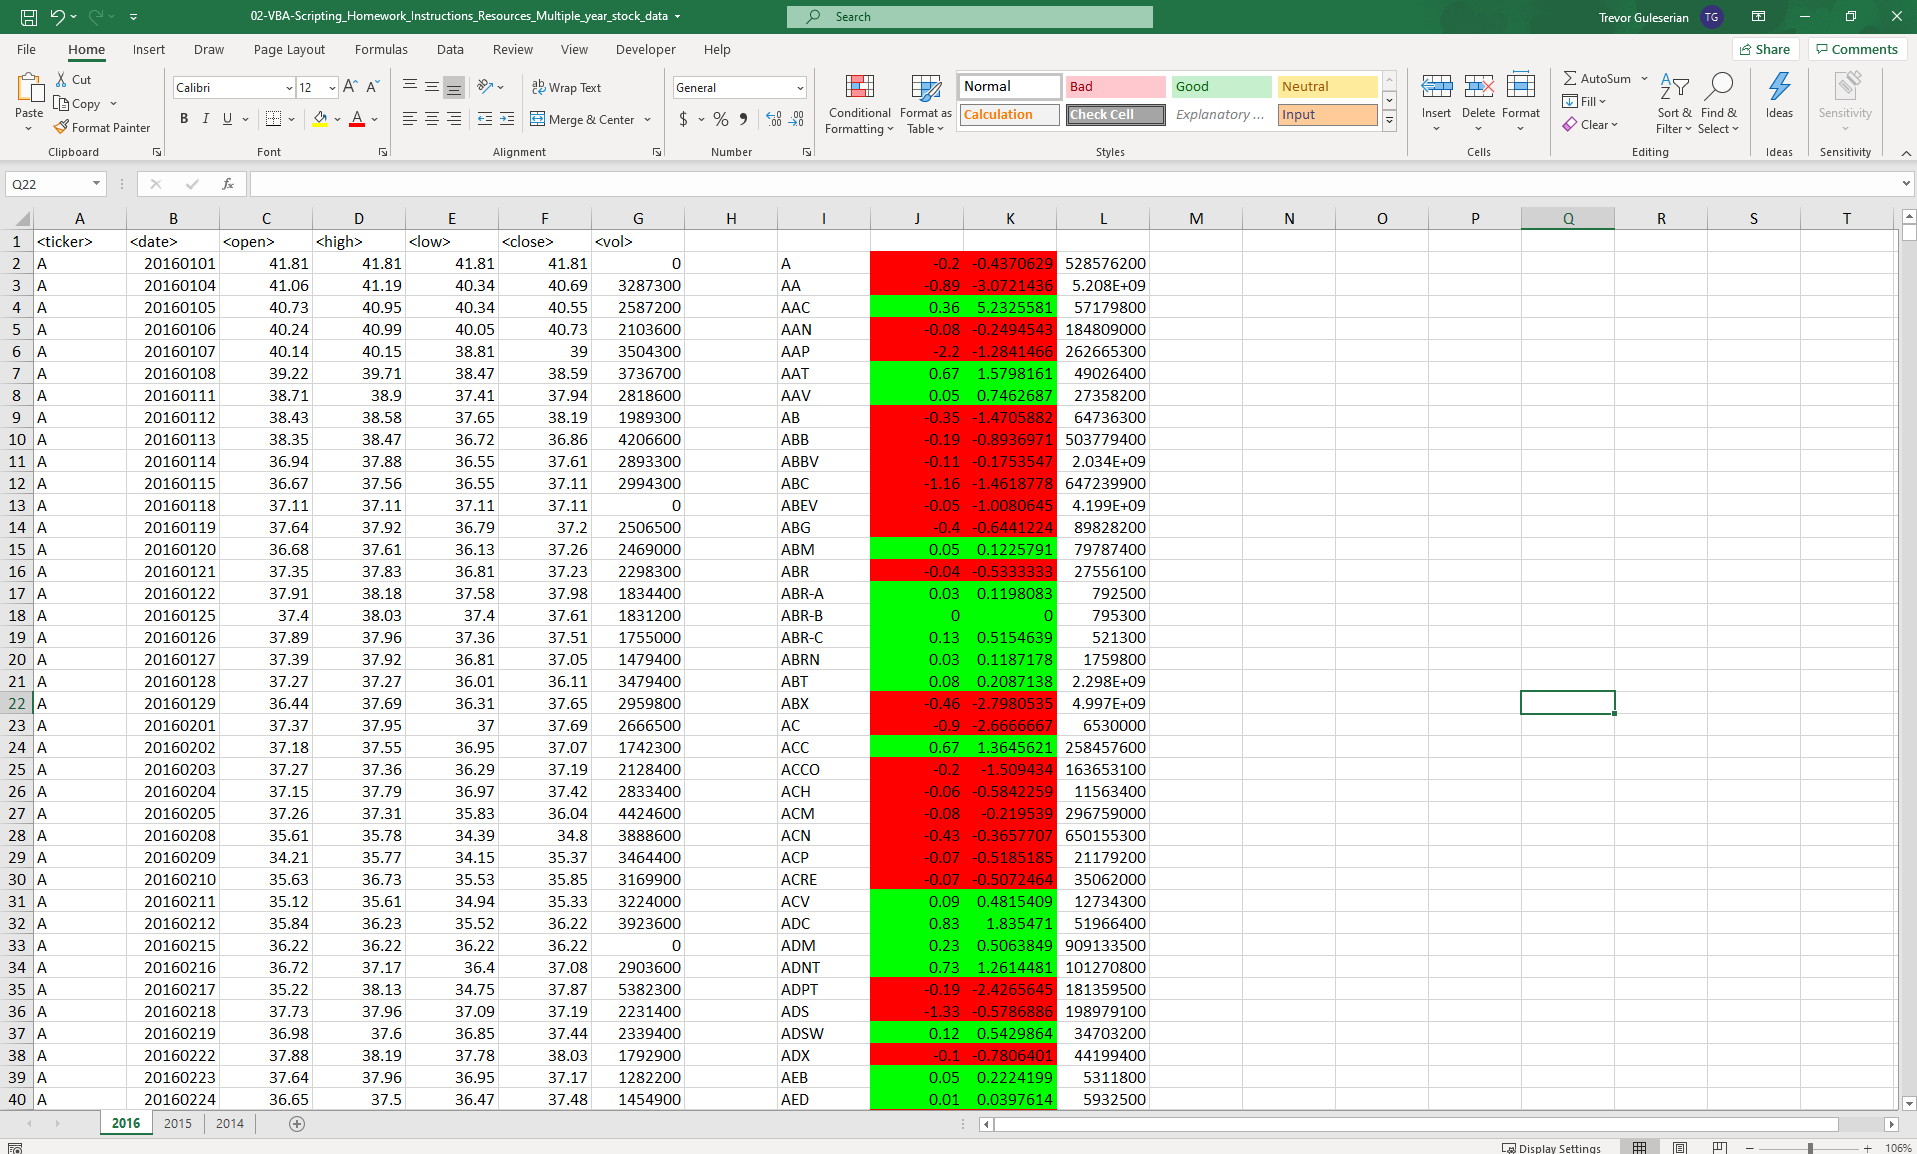 02-VBA-Scripting_Homework_Instructions_Resources_Multiple_year_stock_data
Search
Trevor Guleserian TG
File Home Insert Draw Page Layout Formulas Data Review View Developer Help Share Comments
Paste Cut Copy Format Painter Clipboard
Calibri 12 A A B I U A Font
Wrap Text Merge & Center Alignment
General $ % 9 Number
Conditional Formatting Format as Table
Normal Bad Good Neutral
Calculation Check Cell Explanatory ... Input
Styles
Insert Delete Format Cells
AutoSum Fill Clear Sort & Filter Find & Select Editing
Ideas Ideas
Sensitivity Sensitivity
Q22 fx
A B C D E F G H I J K L M N O P Q R S T
1 <ticker> <date> <open> <high> <low> <close> <vol>
2 A 20160101 41.81 41.81 41.81 41.81 0 A -0.2 -0.4370629 528576200
3 A 20160104 41.06 41.19 40.34 40.69 3287300 AA -0.89 -3.0721436 5.208E+09
4 A 20160105 40.73 40.95 40.34 40.55 2587200 AAC 0.36 5.2325581 57179800
5 A 20160106 40.24 40.99 40.05 40.73 2103600 AAN -0.08 -0.2494543 184809000
6 A 20160107 40.14 40.15 38.81 39 3504300 AAP -2.2 -1.2841466 262665300
7 A 20160108 39.22 39.71 38.47 38.59 3736700 AAT 0.67 1.5798161 49026400
8 A 20160111 38.71 38.9 37.41 37.94 2818600 AAV 0.05 0.7462687 27358200
9 A 20160112 38.43 38.58 37.65 38.19 1989300 AB -0.35 -1.4705882 64736300
10 A 20160113 38.35 38.47 36.72 36.86 4206600 ABB -0.19 -0.8936971 503779400
11 A 20160114 36.94 37.88 36.55 37.61 2893300 ABBV -0.11 -0.1753547 2.034E+09
12 A 20160115 36.67 37.56 36.55 37.11 2994300 ABC -1.16 -1.4618778 647239900
13 A 20160118 37.11 37.11 37.11 37.11 0 ABEV -0.05 -1.0080645 4.199E+09
14 A 20160119 37.64 37.92 36.79 37.2 2506500 ABG -0.4 -0.6441224 89828200
15 A 20160120 36.68 37.61 36.13 37.26 2469000 ABM 0.05 0.1225791 79787400
16 A 20160121 37.35 37.83 36.81 37.23 2298300 ABR -0.04 -0.5333333 27556100
17 A 20160122 37.91 38.18 37.58 37.98 1834400 ABR-A 0.03 0.1198083 792500
18 A 20160125 37.4 38.03 37.4 37.61 1831200 ABR-B 0 0 795300
19 A 20160126 37.89 37.96 37.36 37.51 1755000 ABR-C 0.13 0.5154639 521300
20 A 20160127 37.39 37.92 36.81 37.05 1479400 ABRN 0.03 0.1187178 1759800
21 A 20160128 37.27 37.27 36.01 36.11 3479400 ABT 0.08 0.2087138 2.298E+09
22 A 20160129 36.44 37.69 36.31 37.65 2959800 ABX -0.46 -2.7980535 4.997E+09
23 A 20160201 37.37 37.95 37 37.69 2666500 AC -0.9 -2.6666667 6530000
24 A 20160202 37.18 37.55 36.95 37.07 1742300 ACC 0.67 1.3645621 258457600
25 A 20160203 37.27 37.36 36.29 37.19 2128400 ACCO -0.2 -1.509434 163653100
26 A 20160204 37.15 37.79 36.97 37.42 2833400 ACH -0.06 -0.5842259 11563400
27 A 20160205 37.26 37.31 35.83 36.04 4424600 ACM -0.08 -0.219539 296759000
28 A 20160208 35.61 35.78 34.39 34.8 3888600 ACN -0.43 -0.3657707 650155300
29 A 20160209 34.21 35.77 34.15 35.37 3464400 ACP -0.07 -0.5185185 21179200
30 A 20160210 35.63 36.73 35.53 35.85 3169900 ACRE -0.07 -0.5072464 35062000
31 A 20160211 35.12 35.61 34.94 35.33 3224000 ACV 0.09 0.4815409 12734300
32 A 20160212 35.84 36.23 35.52 36.22 3923600 ADC 0.83 1.835471 51966400
33 A 20160215 36.22 36.22 36.22 36.22 0 ADM 0.23 0.5063849 909133500
34 A 20160216 36.72 37.17 36.4 37.08 2903600 ADNT 0.73 1.2614481 101270800
35 A 20160217 35.22 38.13 34.75 37.87 5382300 ADPT -0.19 -2.4265645 181359500
36 A 20160218 37.73 37.96 37.09 37.19 2231400 ADS -1.33 -0.5786886 198979100
37 A 20160219 36.98 37.6 36.85 37.44 2339400 ADSW 0.12 0.5429864 34703200
38 A 20160222 37.88 38.19 37.78 38.03 1792900 ADX -0.1 -0.7806401 44199400
39 A 20160223 37.64 37.96 36.95 37.17 1282200 AEB 0.05 0.2224199 5311800
40 A 20160224 36.65 37.5 36.47 37.48 1454900 AED 0.01 0.0397614 5932500
2016 2015 2014
Display Settings 106%